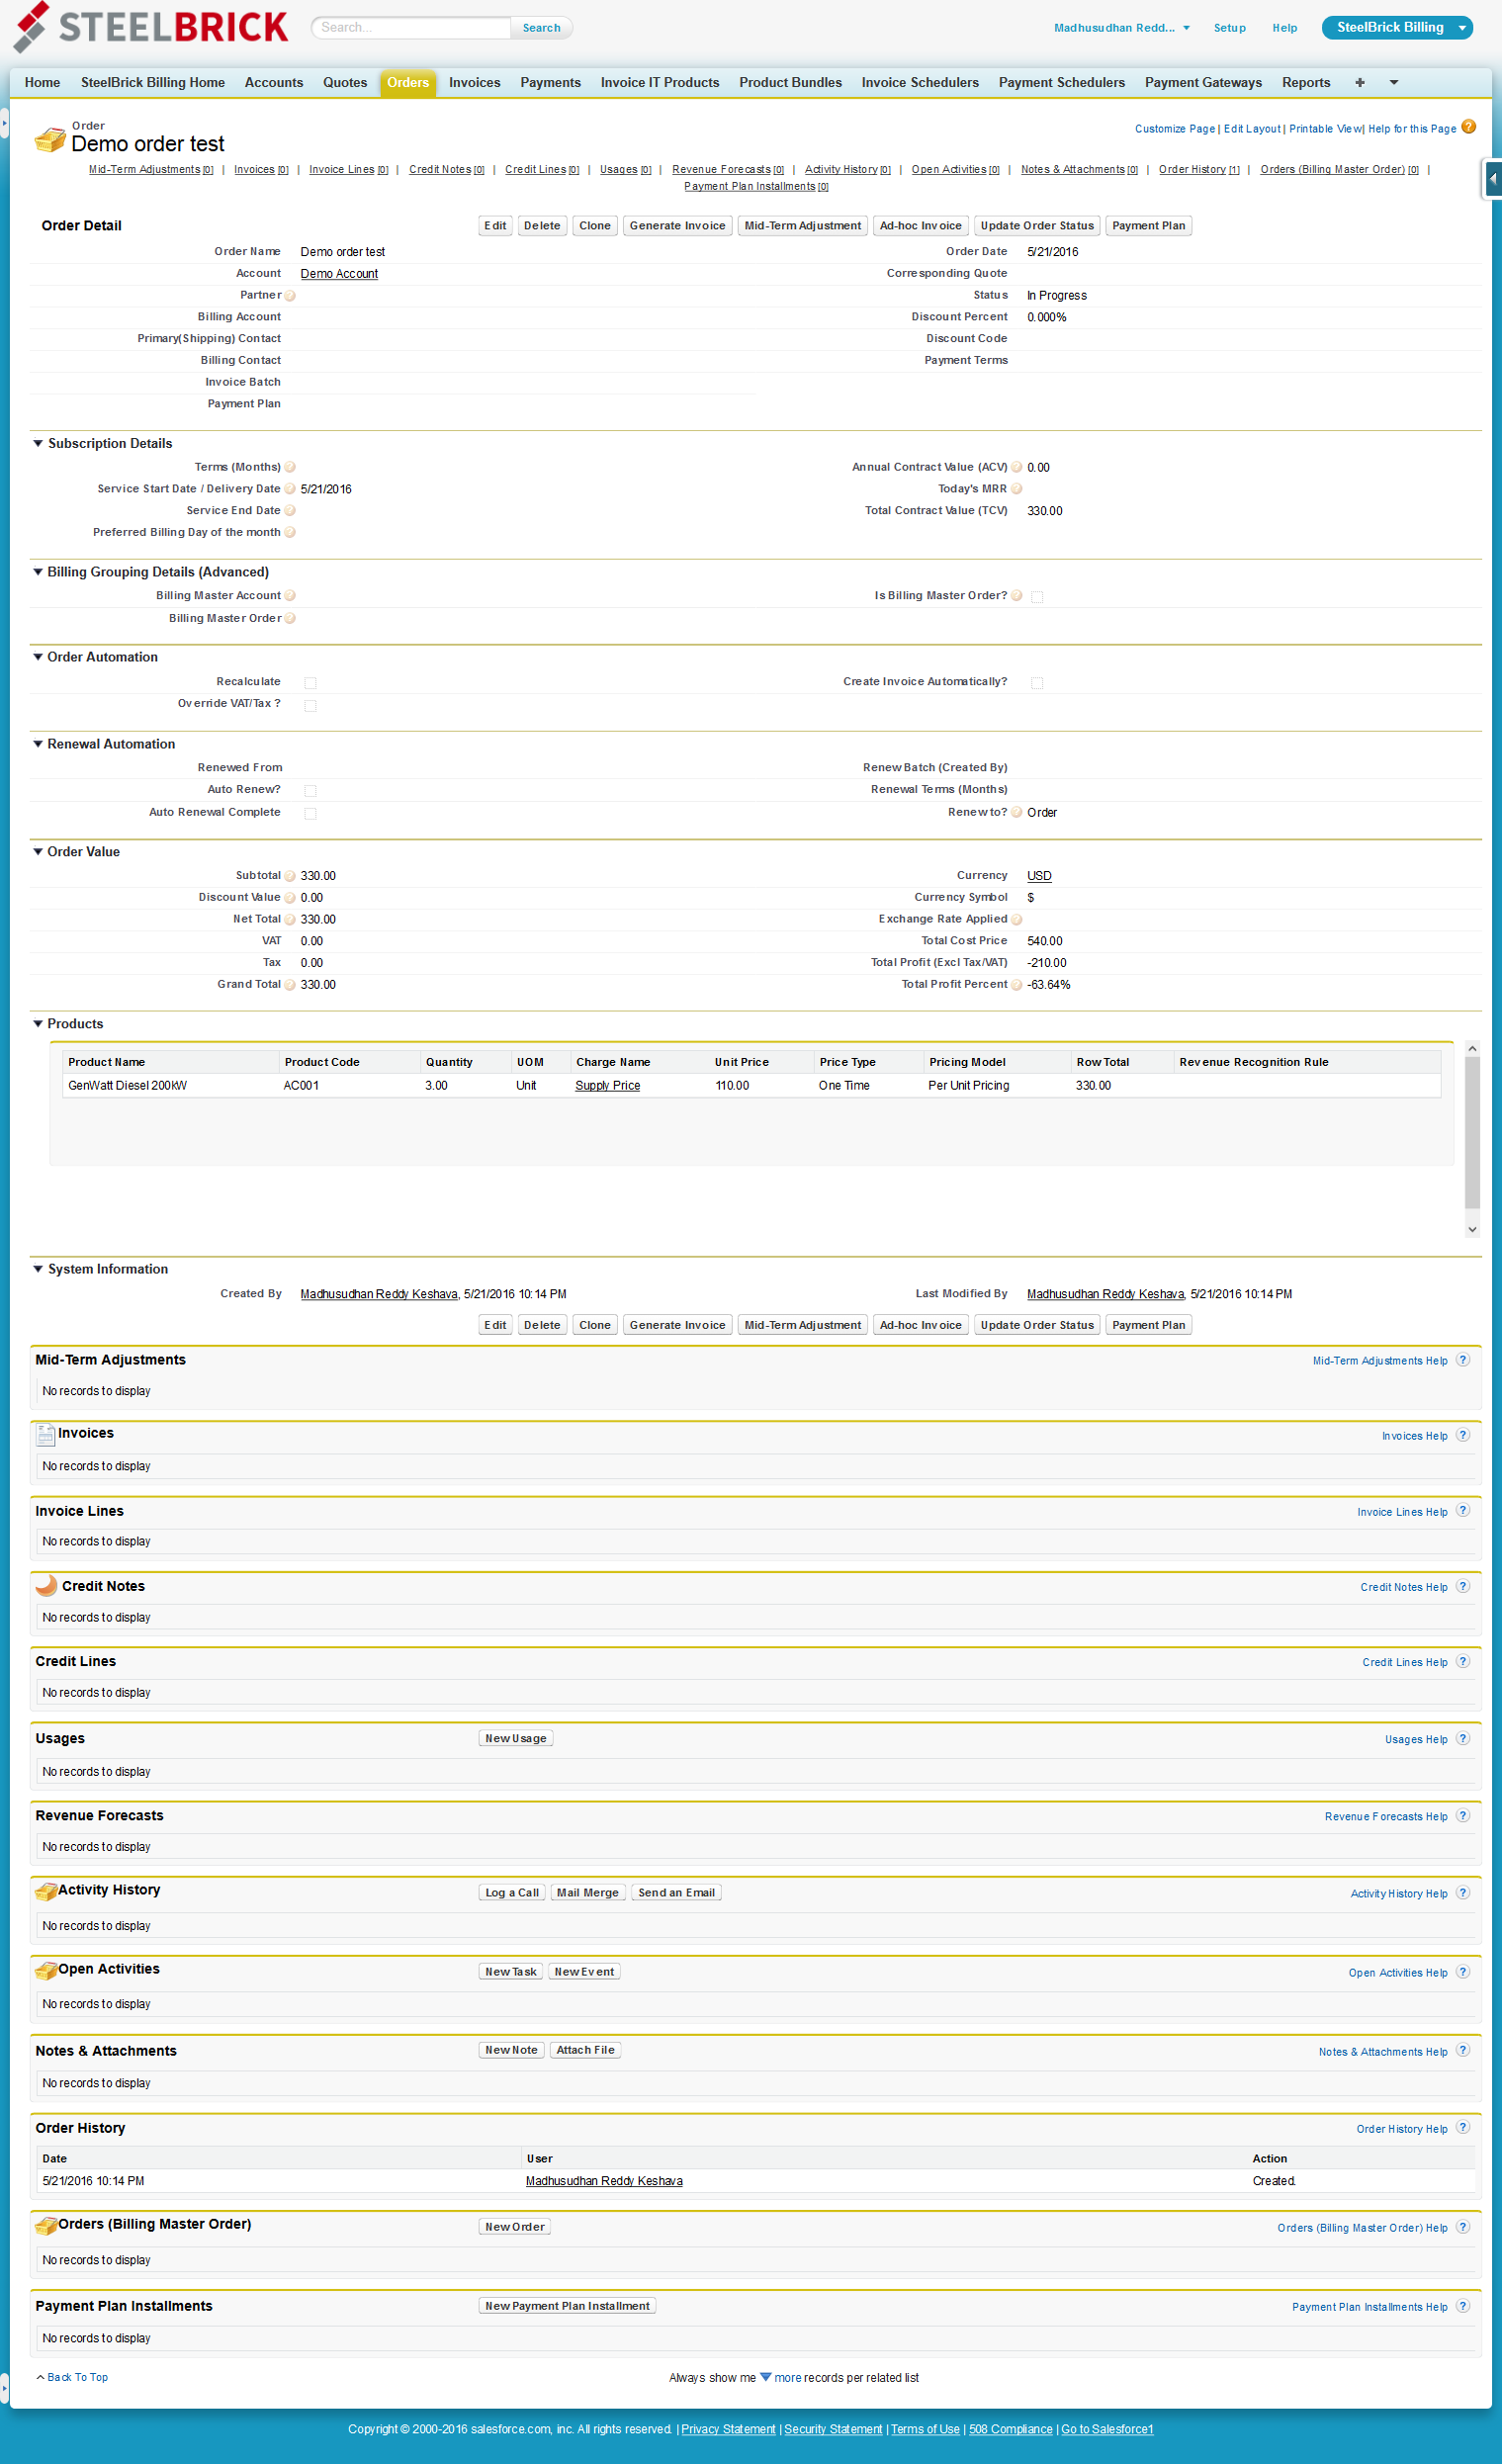 STEELBRICK Search... Search Madhusudhan Redd... Setup Help SteelBrick Billing
Home SteelBrick Billing Home Accounts Quotes Orders Invoices Payments Invoice IT Products Product Bundles Invoice Schedulers Payment Schedulers Payment Gateways Reports +
Order
Demo order test
Customize Page | Edit Layout | Printable View | Help for this Page ?
Mid-Term Adjustments [0] | Invoices [0] | Invoice Lines [0] | Credit Notes [0] | Credit Lines [0] | Usages [0] | Revenue Forecasts [0] | Activity History [0] | Open Activities [0] | Notes & Attachments [0] | Order History [1] | Orders (Billing Master Order) [0] |
Payment Plan Installments [0]
Order Detail Edit Delete Clone Generate Invoice Mid-Term Adjustment Ad-hoc Invoice Update Order Status Payment Plan
Order Name Demo order test Order Date 5/21/2016
Account Demo Account Corresponding Quote
Partner ? Status In Progress
Billing Account Discount Percent 0.000%
Primary(Shipping) Contact Discount Code
Billing Contact Payment Terms
Invoice Batch
Payment Plan
Subscription Details
Terms (Months) ? Annual Contract Value (ACV) ? 0.00
Service Start Date / Delivery Date ? 5/21/2016 Today's MRR ?
Service End Date ? Total Contract Value (TCV) 330.00
Preferred Billing Day of the month ?
Billing Grouping Details (Advanced)
Billing Master Account ? Is Billing Master Order? ?
Billing Master Order ?
Order Automation
Recalculate Create Invoice Automatically?
Override VAT/Tax ?
Renewal Automation
Renewed From Renew Batch (Created By)
Auto Renew? Renewal Terms (Months)
Auto Renewal Complete Renew to? ? Order
Order Value
Subtotal ? 330.00 Currency USD
Discount Value ? 0.00 Currency Symbol $
Net Total ? 330.00 Exchange Rate Applied ?
VAT 0.00 Total Cost Price 540.00
Tax 0.00 Total Profit (Excl Tax/VAT) -210.00
Grand Total ? 330.00 Total Profit Percent ? -63.64%
Products
Product Name Product Code Quantity UOM Charge Name Unit Price Price Type Pricing Model Row Total Revenue Recognition Rule
GenWatt Diesel 200kW AC001 3.00 Unit Supply Price 110.00 One Time Per Unit Pricing 330.00
System Information
Created By Madhusudhan Reddy Keshava, 5/21/2016 10:14 PM Last Modified By Madhusudhan Reddy Keshava, 5/21/2016 10:14 PM
Edit Delete Clone Generate Invoice Mid-Term Adjustment Ad-hoc Invoice Update Order Status Payment Plan
Mid-Term Adjustments Mid-Term Adjustments Help ?
No records to display
Invoices Invoices Help ?
No records to display
Invoice Lines Invoice Lines Help ?
No records to display
Credit Notes Credit Notes Help ?
No records to display
Credit Lines Credit Lines Help ?
No records to display
Usages New Usage Usages Help ?
No records to display
Revenue Forecasts Revenue Forecasts Help ?
No records to display
Activity History Log a Call Mail Merge Send an Email Activity History Help ?
No records to display
Open Activities New Task New Event Open Activities Help ?
No records to display
Notes & Attachments New Note Attach File Notes & Attachments Help ?
No records to display
Order History Order History Help ?
Date User Action
5/21/2016 10:14 PM Madhusudhan Reddy Keshava Created.
Orders (Billing Master Order) New Order Orders (Billing Master Order) Help ?
No records to display
Payment Plan Installments New Payment Plan Installment Payment Plan Installments Help ?
No records to display
Back To Top Always show me more records per related list
Copyright © 2000-2016 salesforce.com, inc. All rights reserved. | Privacy Statement | Security Statement | Terms of Use | 508 Compliance | Go to Salesforce1